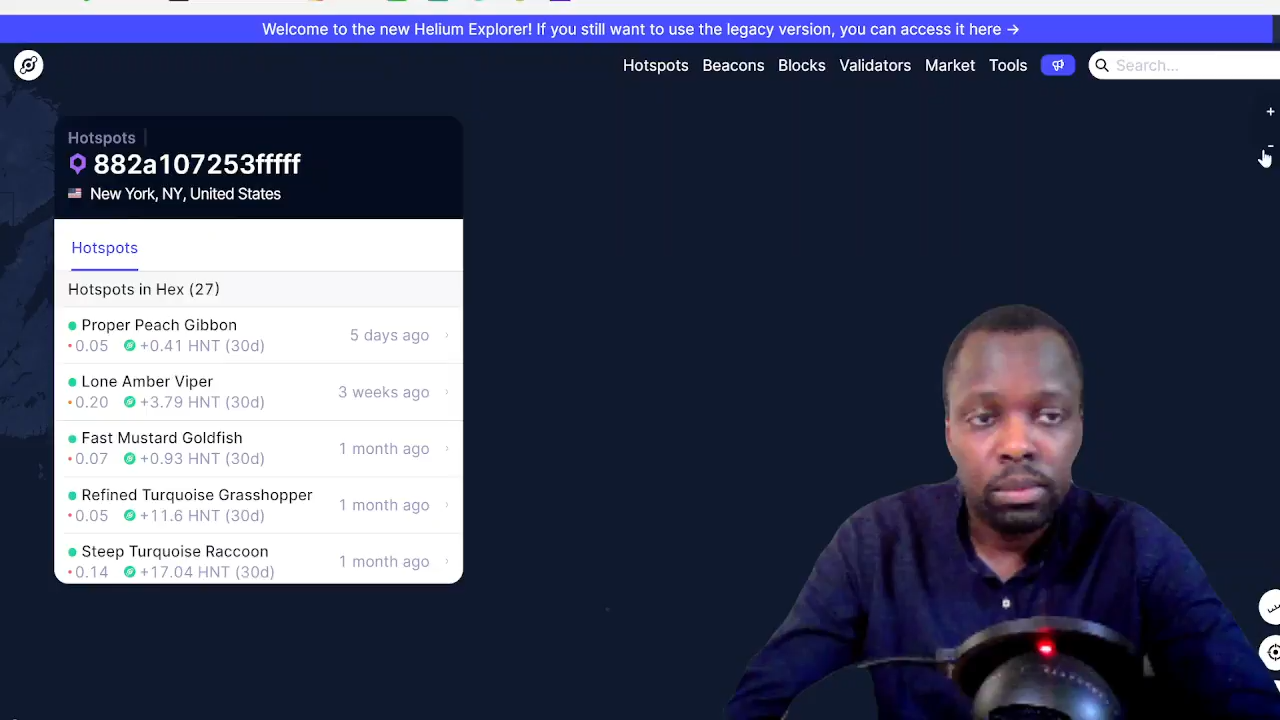 Welcome to the new Helium Explorer! If you still want to use the legacy version, you can access it here →
Hotspots Beacons Blocks Validators Market Tools
Search...
Hotspots
882a107253fffff
New York, NY, United States
Hotspots
Hotspots in Hex (27)
Proper Peach Gibbon
5 days ago
0.05 +0.41 HNT (30d)
Lone Amber Viper
3 weeks ago
0.20 +3.79 HNT (30d)
Fast Mustard Goldfish
1 month ago
0.07 +0.93 HNT (30d)
Refined Turquoise Grasshopper
1 month ago
0.05 +11.6 HNT (30d)
Steep Turquoise Raccoon
1 month ago
0.14 +17.04 HNT (30d)